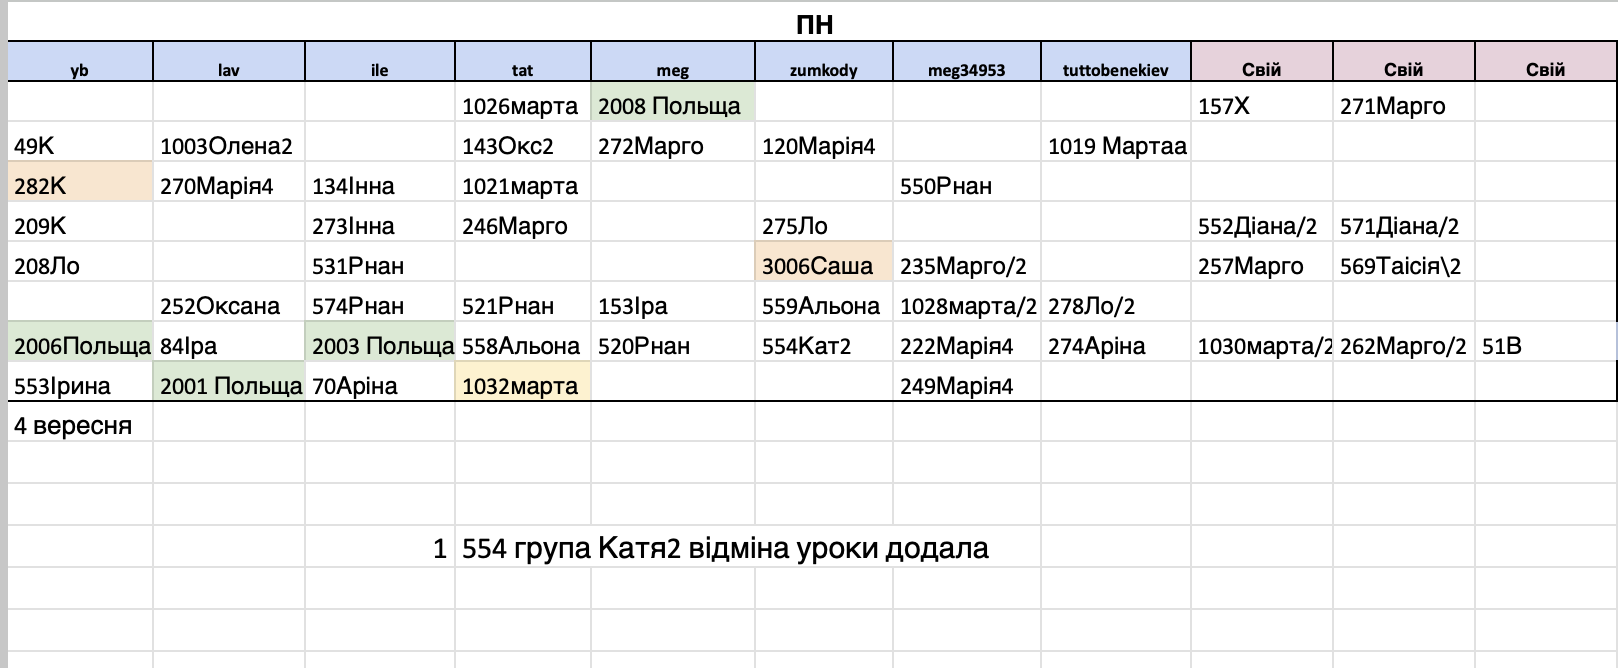 ПН
yb lav ile tat meg zumkody meg34953 tuttobenekiev Свій Свій Свій
1026марта 2008 Польща 157Х 271Марго
49К 1003Олена2 143Окс2 272Марго 120Марія4 1019 Мартаа
282К 270Марія4 134Інна 1021марта 550Рнан
209К 273Інна 246Марго 275Ло 552Діана/2 571Діана/2
208Ло 531Рнан 3006Саша 235Марго/2 257Марго 569Таісія\2
252Оксана 574Рнан 521Рнан 153Іра 559Альона 1028марта/2 278Ло/2
2006Польща 84Іра 2003 Польща 558Альона 520Рнан 554Кат2 222Марія4 274Аріна 1030марта/2 262Марго/2 51В
553Ірина 2001 Польща 70Аріна 1032марта 249Марія4
4 вересня
1 554 група Катя2 відміна уроки додала